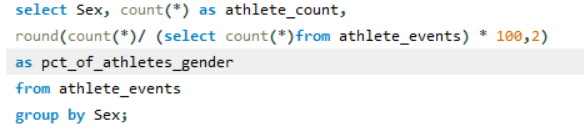 select Sex, count(*) as athlete_count,
round(count(*)/ (select count(*)from athlete_events) * 100,2)
as pct_of_athletes_gender
from athlete_events
group by Sex;